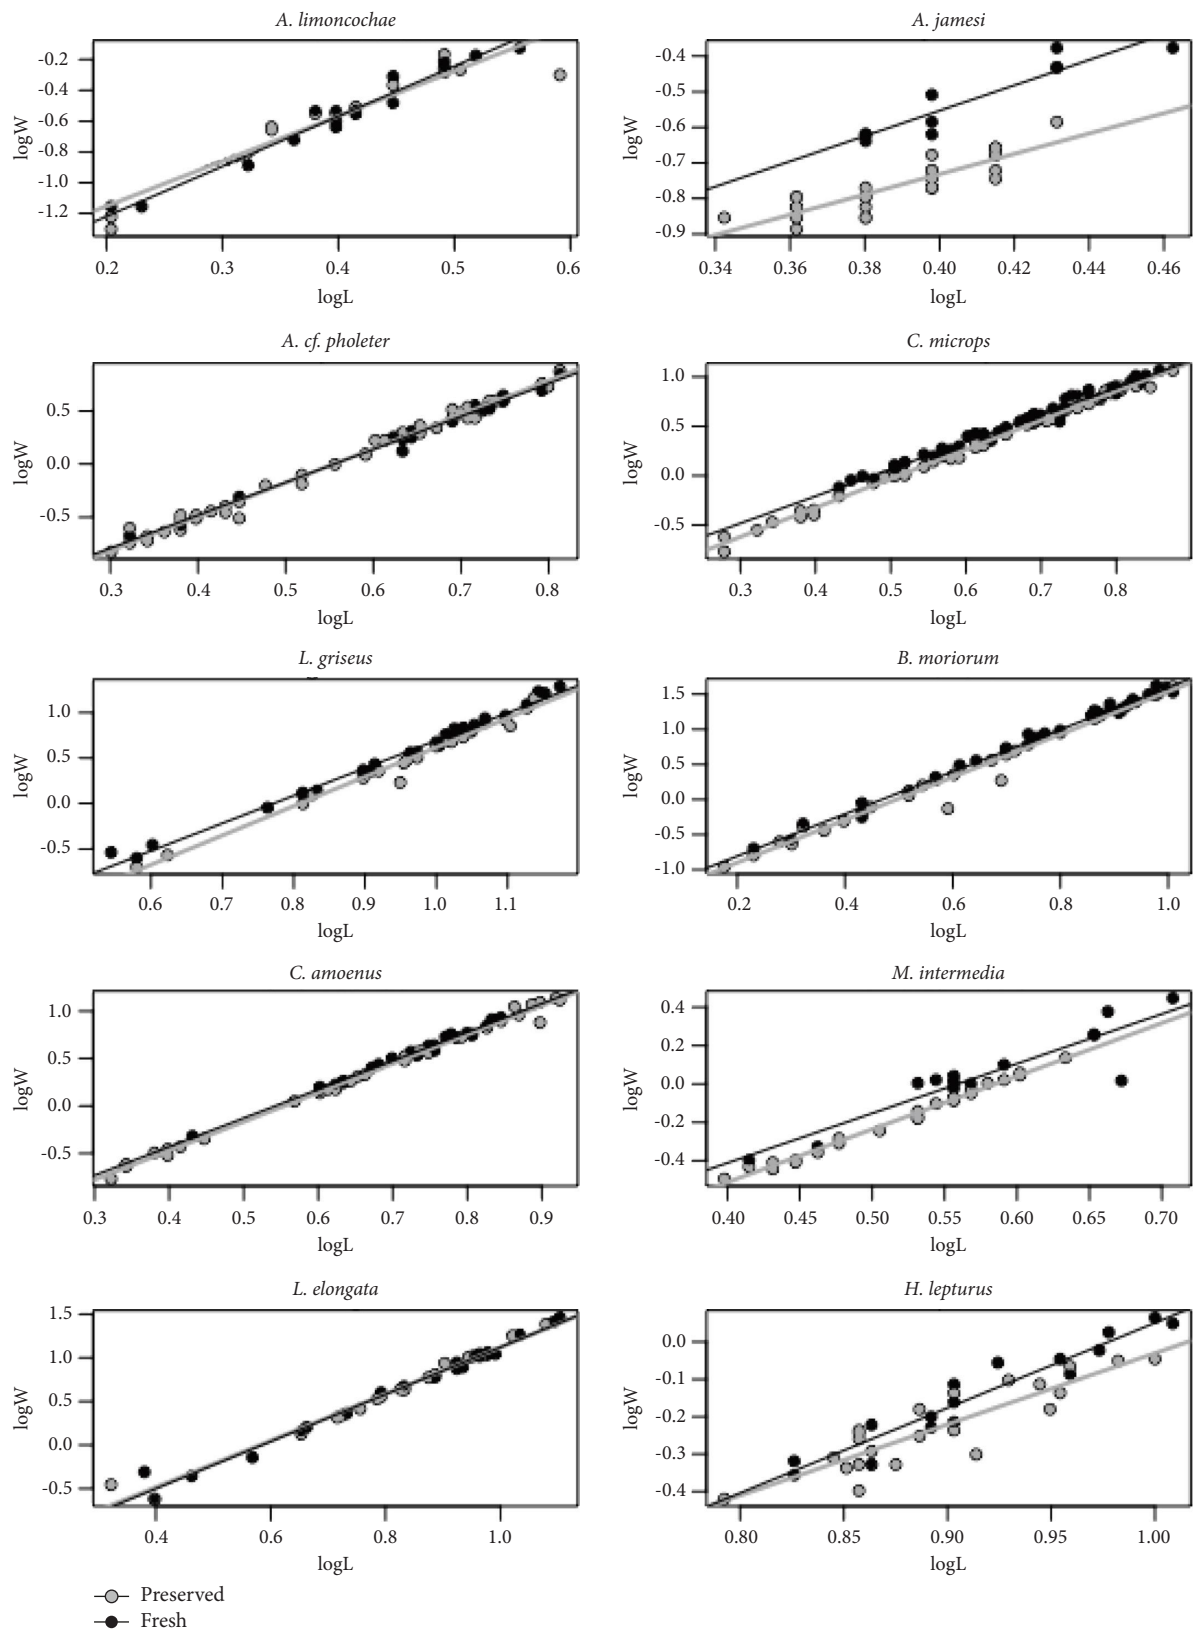 A. limoncochae
logW
-0.2
-0.4
-0.6
-0.8
-1.0
-1.2
0.2 0.3 0.4 0.5 0.6
logL
A. jamesi
logW
-0.4
-0.5
-0.6
-0.7
-0.8
-0.9
0.34 0.36 0.38 0.40 0.42 0.44 0.46
logL
A. cf. pholeter
logW
0.5
0.0
-0.5
0.3 0.4 0.5 0.6 0.7 0.8
logL
C. microps
logW
1.0
0.5
0.0
-0.5
0.3 0.4 0.5 0.6 0.7 0.8
logL
L. griseus
logW
1.0
0.5
0.0
-0.5
0.6 0.7 0.8 0.9 1.0 1.1
logL
B. moriorum
logW
1.5
1.0
0.5
0.0
-0.5
-1.0
0.2 0.4 0.6 0.8 1.0
logL
C. amoenus
logW
1.0
0.5
0.0
-0.5
0.3 0.4 0.5 0.6 0.7 0.8 0.9
logL
M. intermedia
logW
0.4
0.2
0.0
-0.2
-0.4
0.40 0.45 0.50 0.55 0.60 0.65 0.70
logL
L. elongata
logW
1.5
1.0
0.5
0.0
-0.5
0.4 0.6 0.8 1.0
logL
H. lepturus
logW
0.0
-0.1
-0.2
-0.3
-0.4
0.80 0.85 0.90 0.95 1.00
logL
Preserved
Fresh